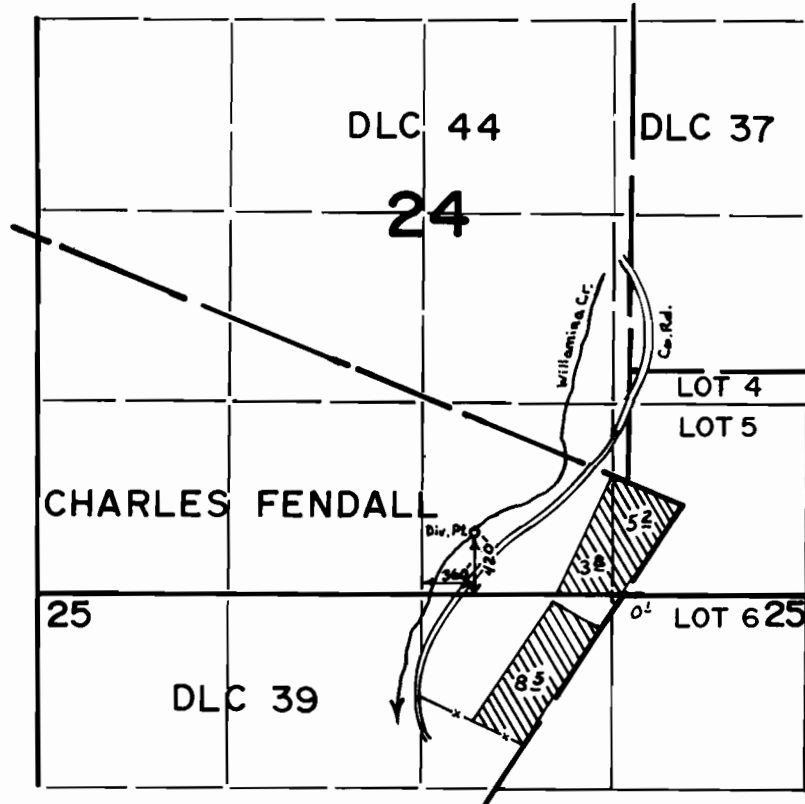 DLC 44
DLC 37
24
Willamina Cr.
Co. Rd.
LOT 4
LOT 5
CHARLES FENDALL
Div. Pt.
5 2
420'
360'
3 8
25
0 1
LOT 6
25
8 5
DLC 39